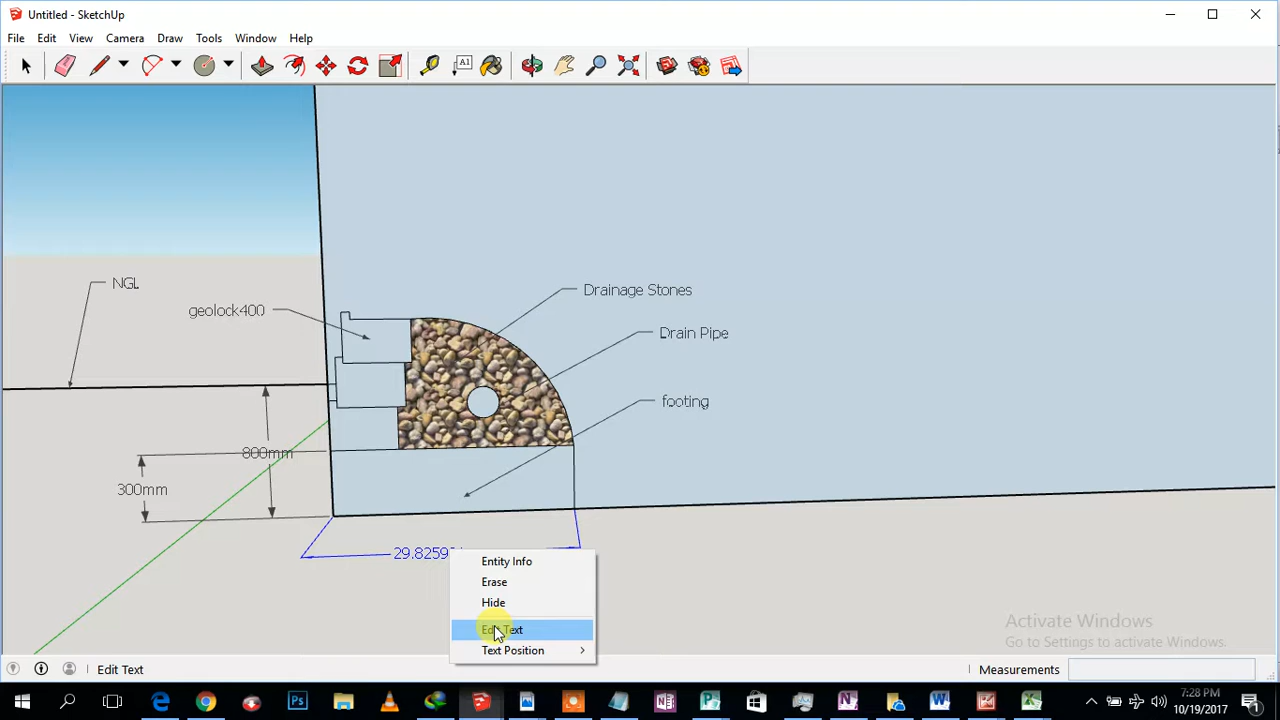 Untitled - SketchUp
File Edit View Camera Draw Tools Window Help
A1
NGL
geolock400
Drainage Stones
Drain Pipe
footing
800mm
300mm
29.8259
Entity Info
Erase
Hide
Edit Text
Text Position
Activate Windows
Go to Settings to activate Windows.
Edit Text
Measurements
7:28 PM
10/19/2017